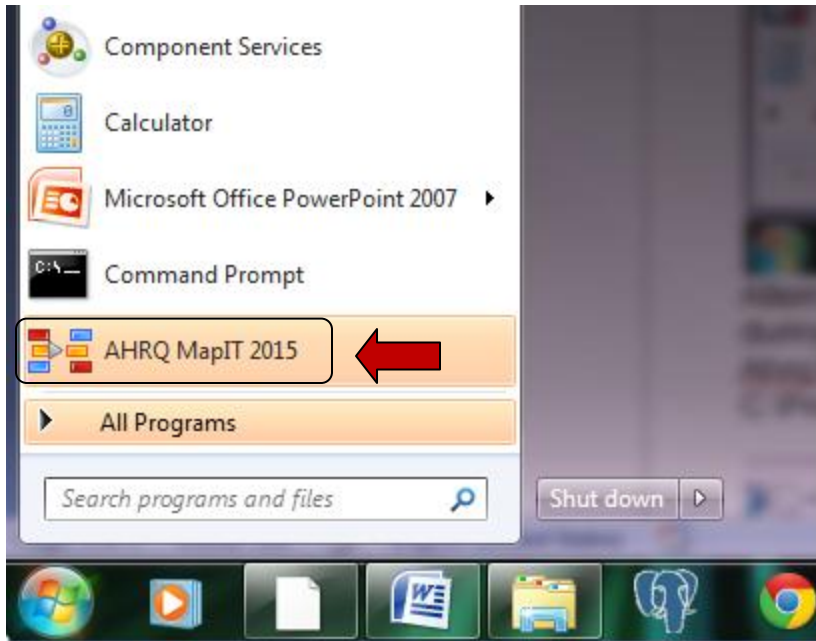 Component Services
Calculator
Microsoft Office PowerPoint 2007
C:\_
Command Prompt
AHRQ MapIT 2015
All Programs
Search programs and files
Shut down